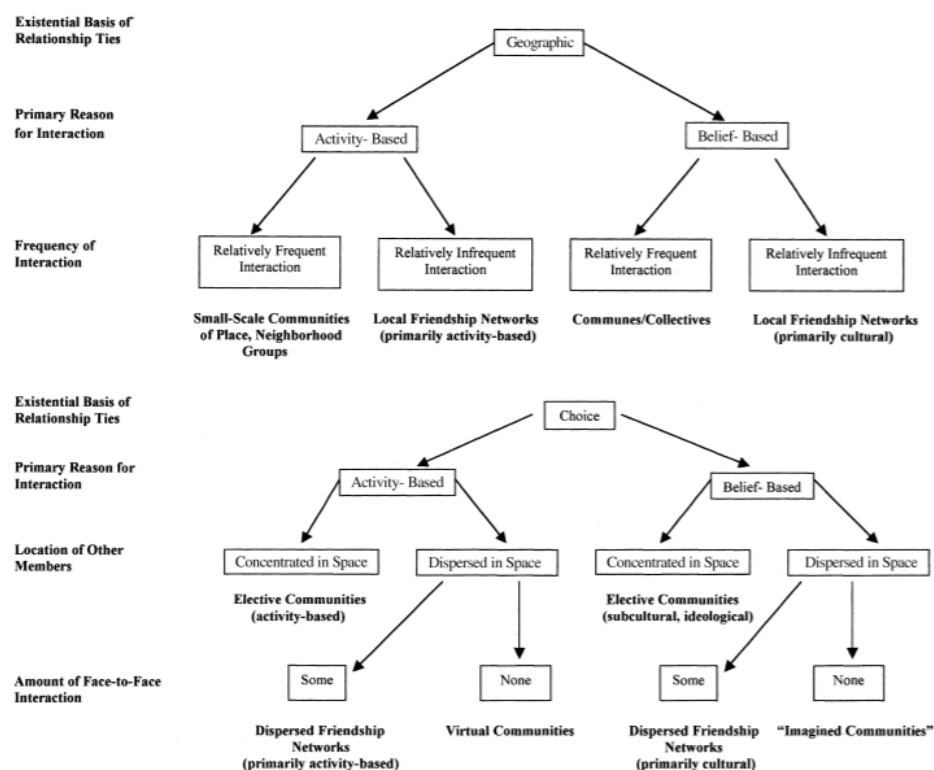 Existential Basis of
Relationship Ties
Geographic
Primary Reason
for Interaction
Activity- Based
Belief- Based
Frequency of
Interaction
Relatively Frequent
Interaction
Relatively Infrequent
Interaction
Relatively Frequent
Interaction
Relatively Infrequent
Interaction
Small-Scale Communities
of Place, Neighborhood
Groups
Local Friendship Networks
(primarily activity-based)
Communes/Collectives
Local Friendship Networks
(primarily cultural)
Existential Basis of
Relationship Ties
Choice
Primary Reason for
Interaction
Activity- Based
Belief- Based
Location of Other
Members
Concentrated in Space
Dispersed in Space
Concentrated in Space
Dispersed in Space
Elective Communities
(activity-based)
Elective Communities
(subcultural, ideological)
Amount of Face-to-Face
Interaction
Some
None
Some
None
Dispersed Friendship
Networks
(primarily activity-based)
Virtual Communities
Dispersed Friendship
Networks
(primarily cultural)
“Imagined Communities”